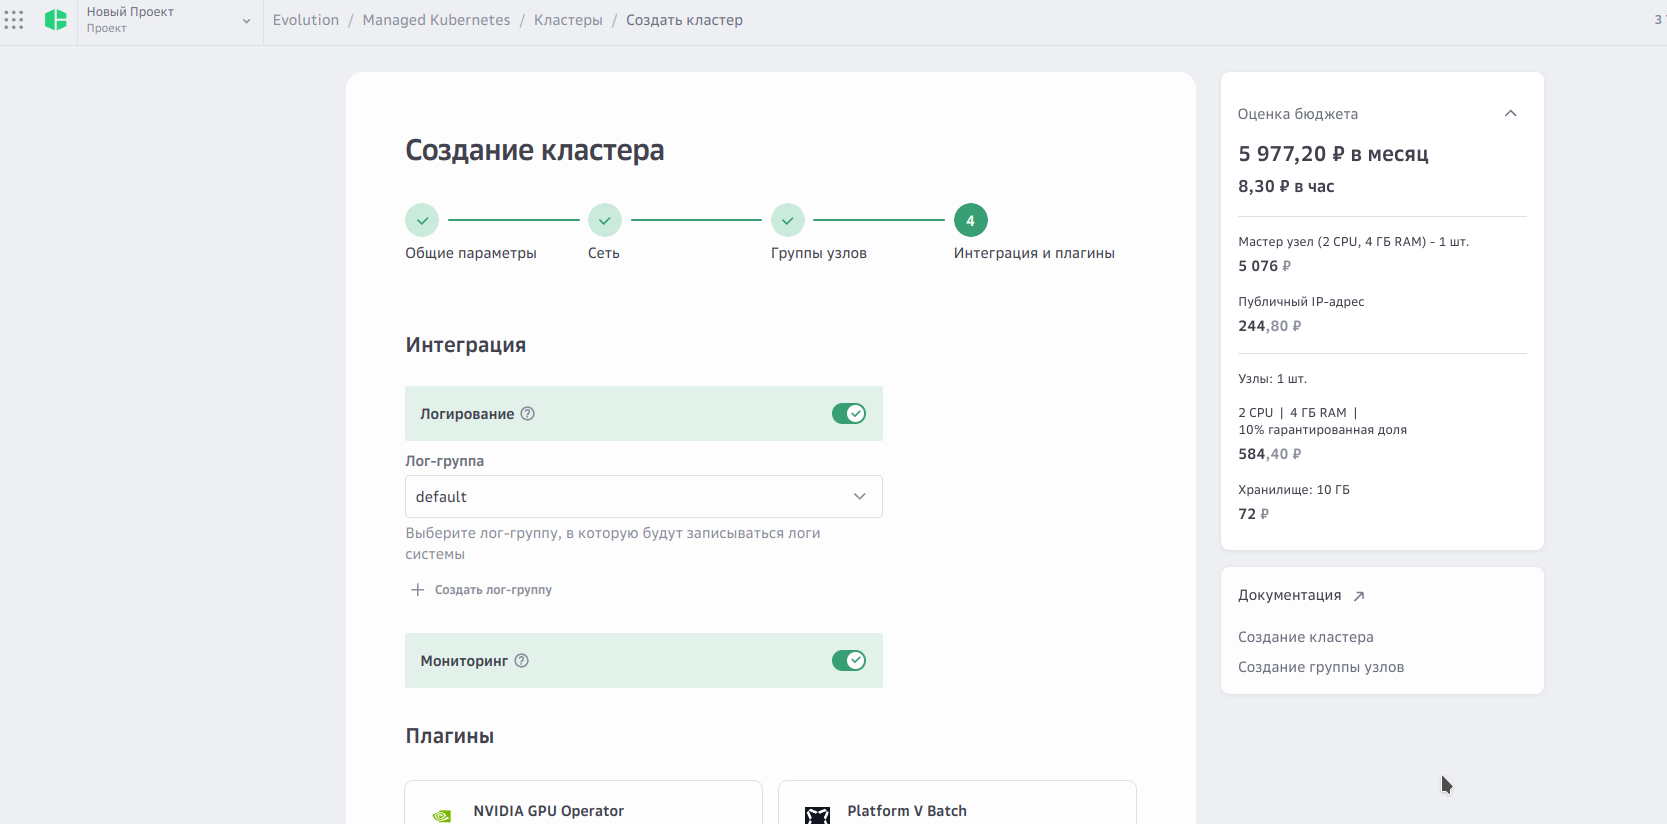 Новый Проект
Проект
Evolution / Managed Kubernetes / Кластеры / Создать кластер
3
Создание кластера
4
Общие параметры
Сеть
Группы узлов
Интеграция и плагины
Интеграция
Логирование ?
Лог-группа
default
Выберите лог-группу, в которую будут записываться логи
системы
+ Создать лог-группу
Мониторинг ?
Плагины
NVIDIA GPU Operator
Platform V Batch
Оценка бюджета
5 977,20 ₽ в месяц
8,30 ₽ в час
Мастер узел (2 CPU, 4 ГБ RAM) - 1 шт.
5 076 ₽
Публичный IP-адрес
244,80 ₽
Узлы: 1 шт.
2 CPU | 4 ГБ RAM |
10% гарантированная доля
584,40 ₽
Хранилище: 10 ГБ
72 ₽
Документация
Создание кластера
Создание группы узлов